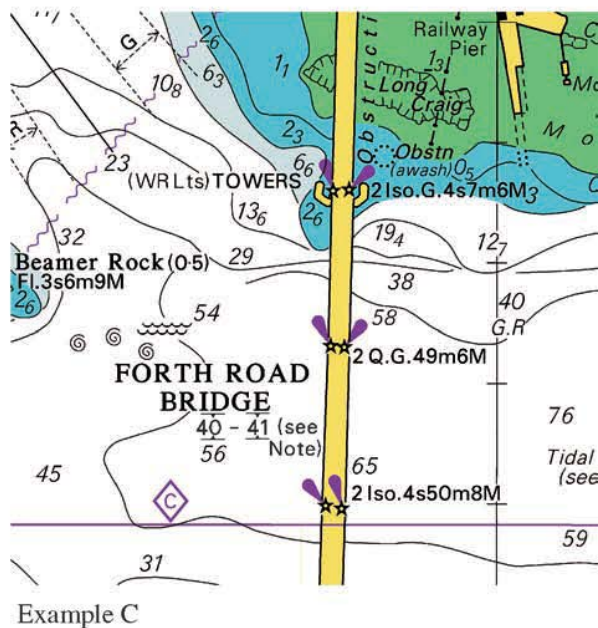 11
G
26
63
108
11
Obstructi
Railway
Pier
13
Long
Craig
23
66
Obstn
(awash)
05
M o
R
23
(WR Lts) TOWERS
26
2 Iso.G.4s7m6M
3
136
194
127
32
29
Beamer Rock (0·5)
Fl.3s6m9M
26
38
54
58
40
G.R
2 Q.G.49m6M
FORTH ROAD
BRIDGE
40 - 41 (see
Note)
56
76
45
65
Tidal
(see
C
2 Iso.4s50m8M
59
31
Example C